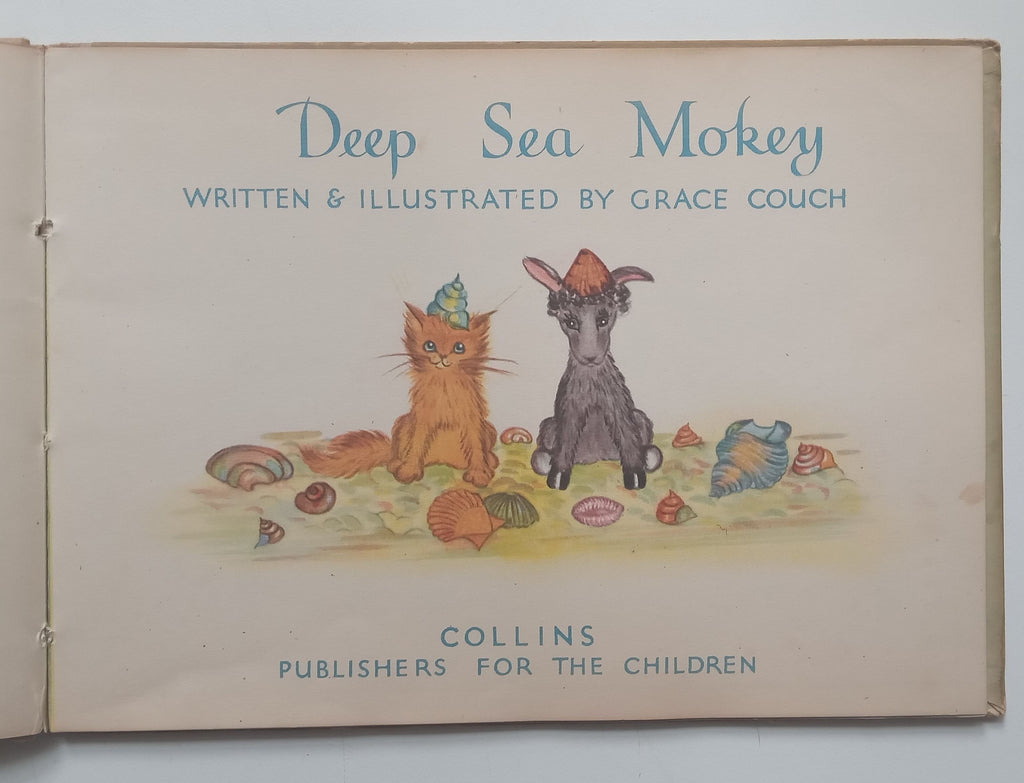 Deep Sea Mokey
WRITTEN & ILLUSTRATED BY GRACE COUCH
COLLINS
PUBLISHERS FOR THE CHILDREN